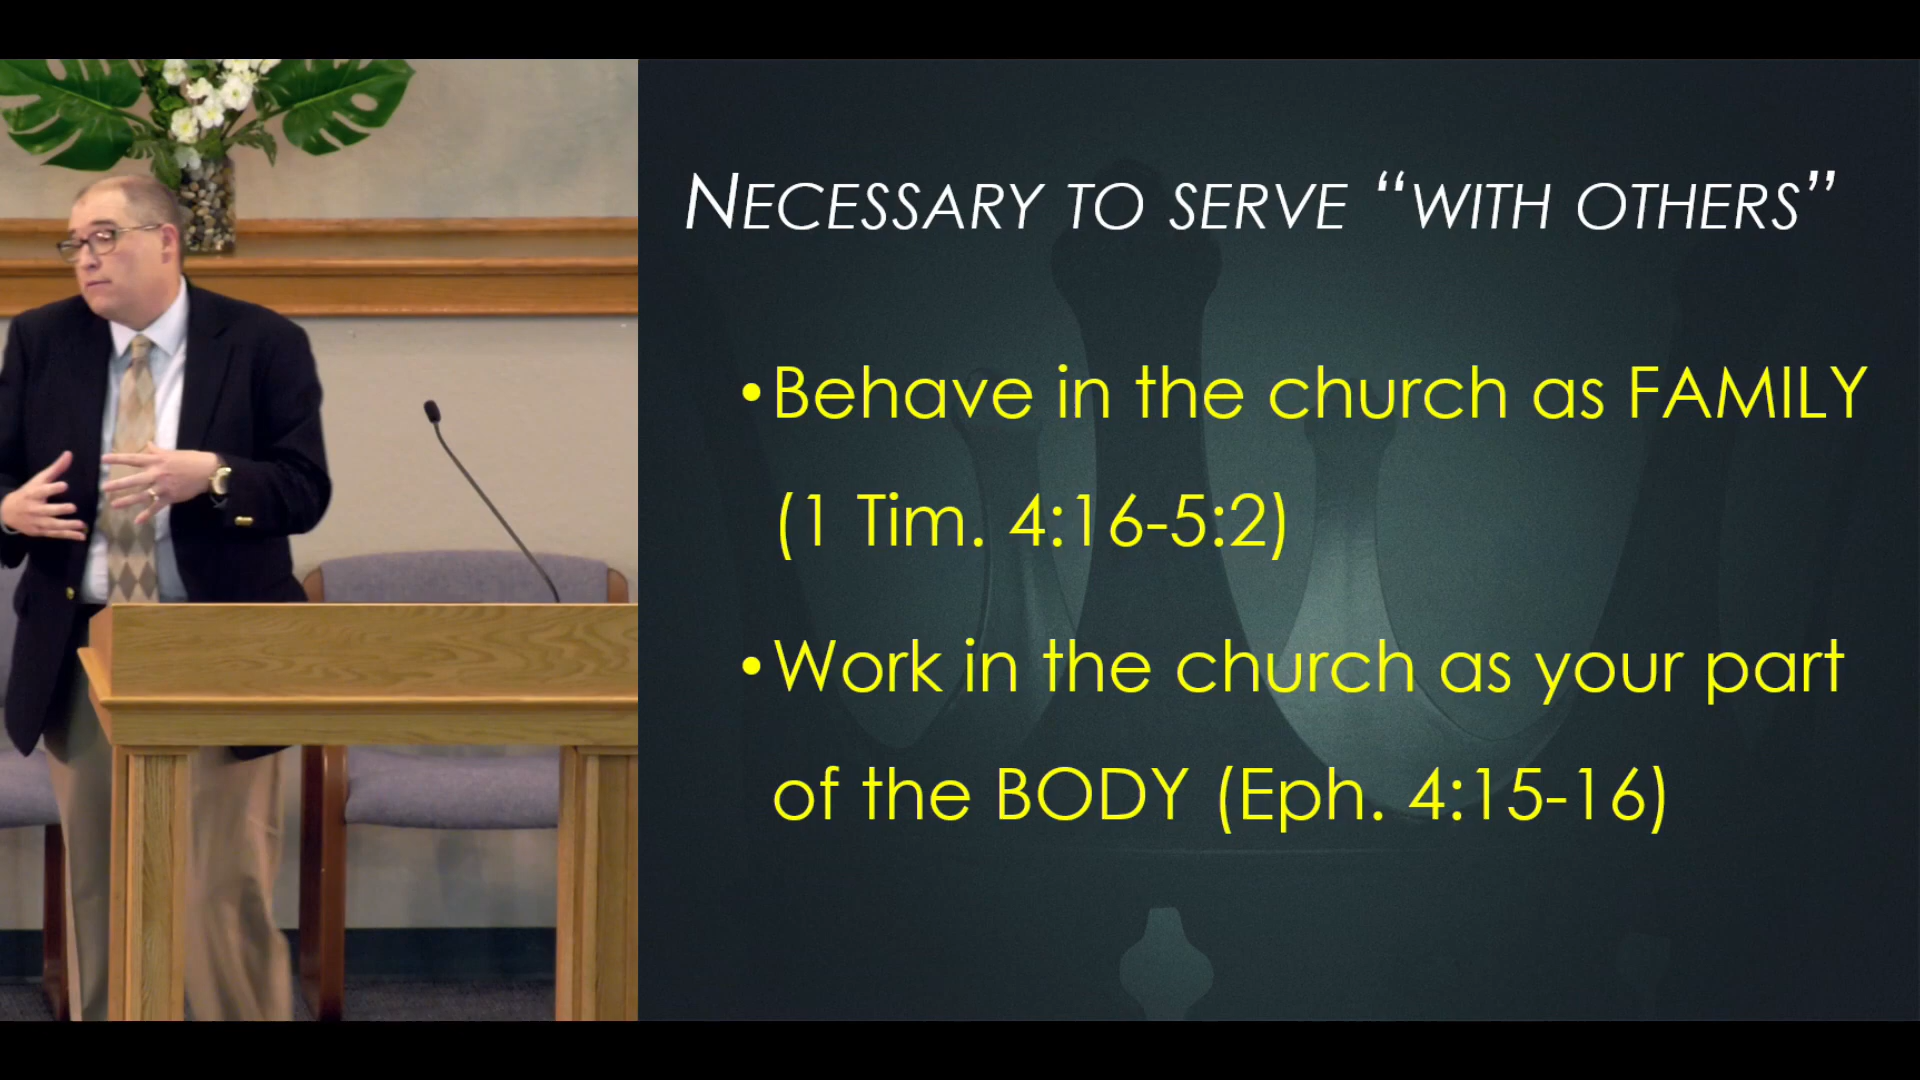 NECESSARY TO SERVE “WITH OTHERS”
•Behave in the church as FAMILY
(1 Tim. 4:16-5:2)
•Work in the church as your part
of the BODY (Eph. 4:15-16)